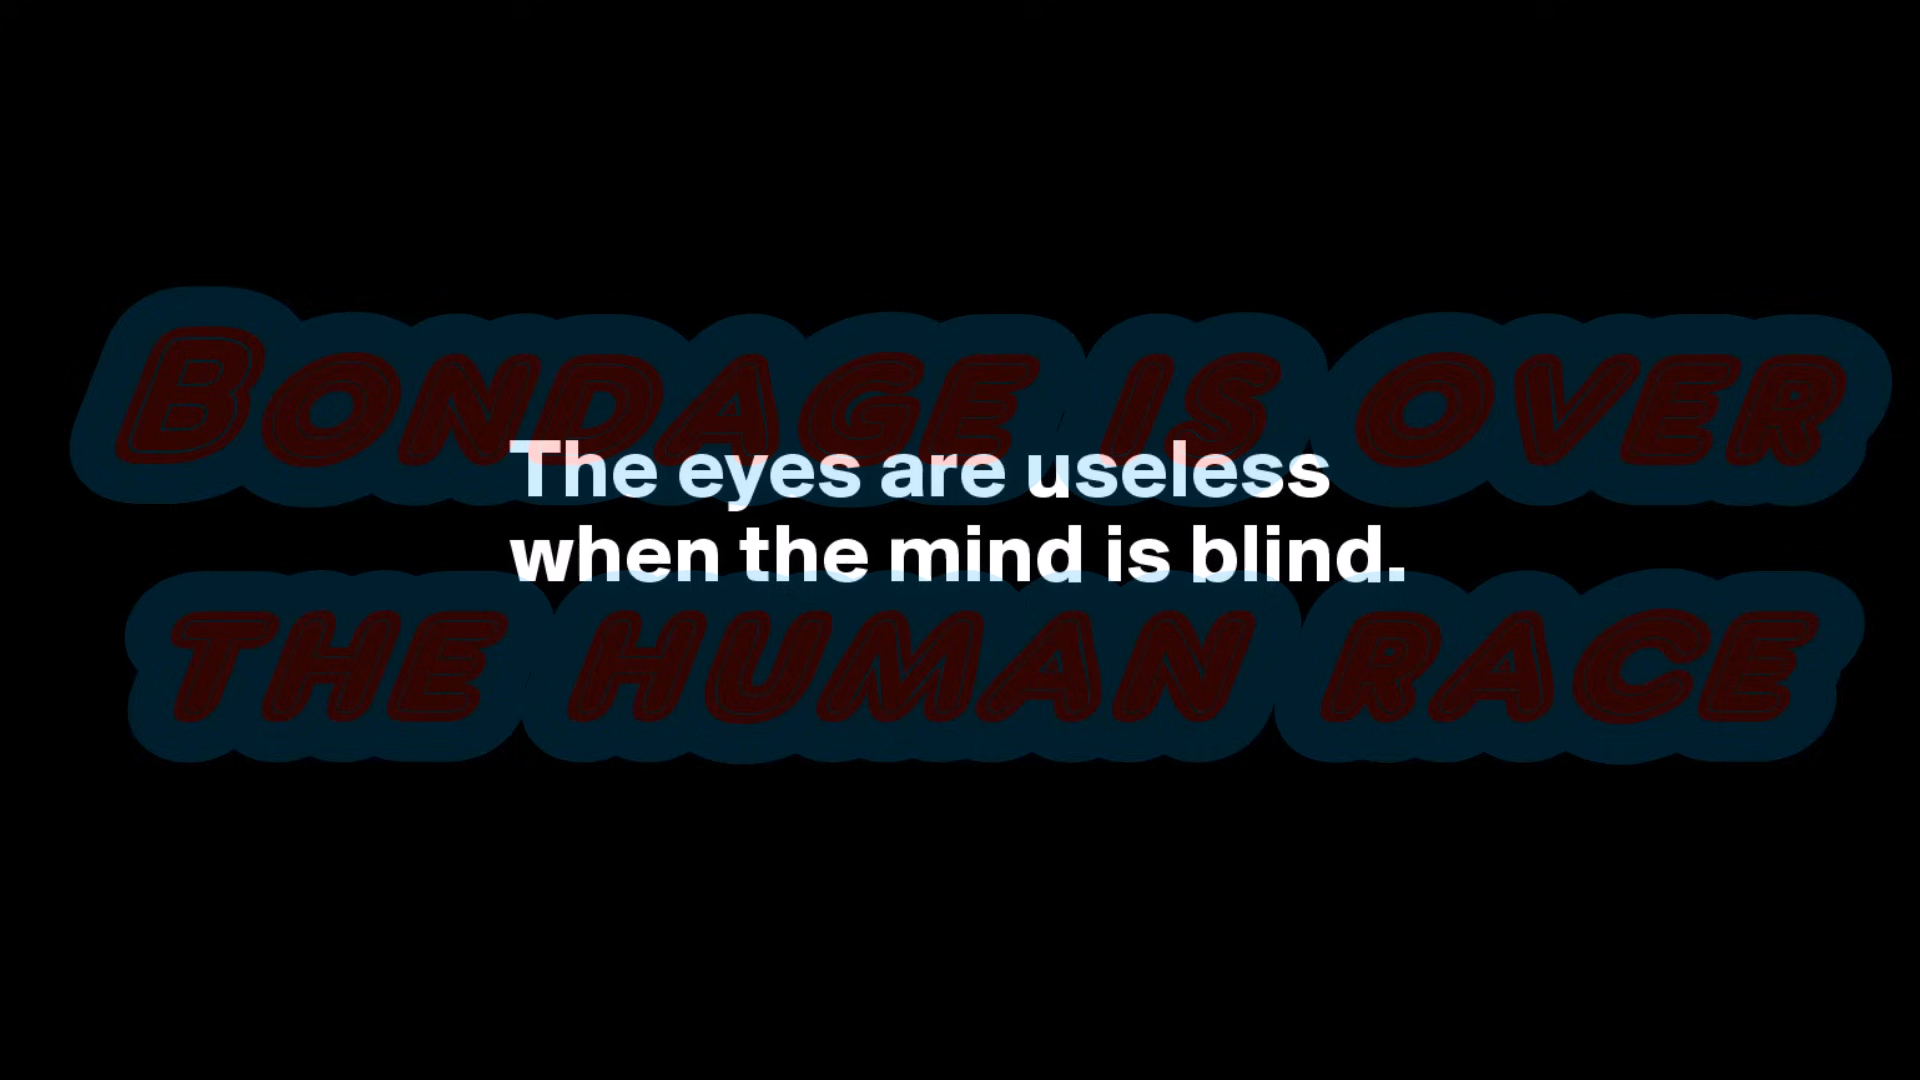 Bondage is over
The eyes are useless
when the mind is blind.
the human race